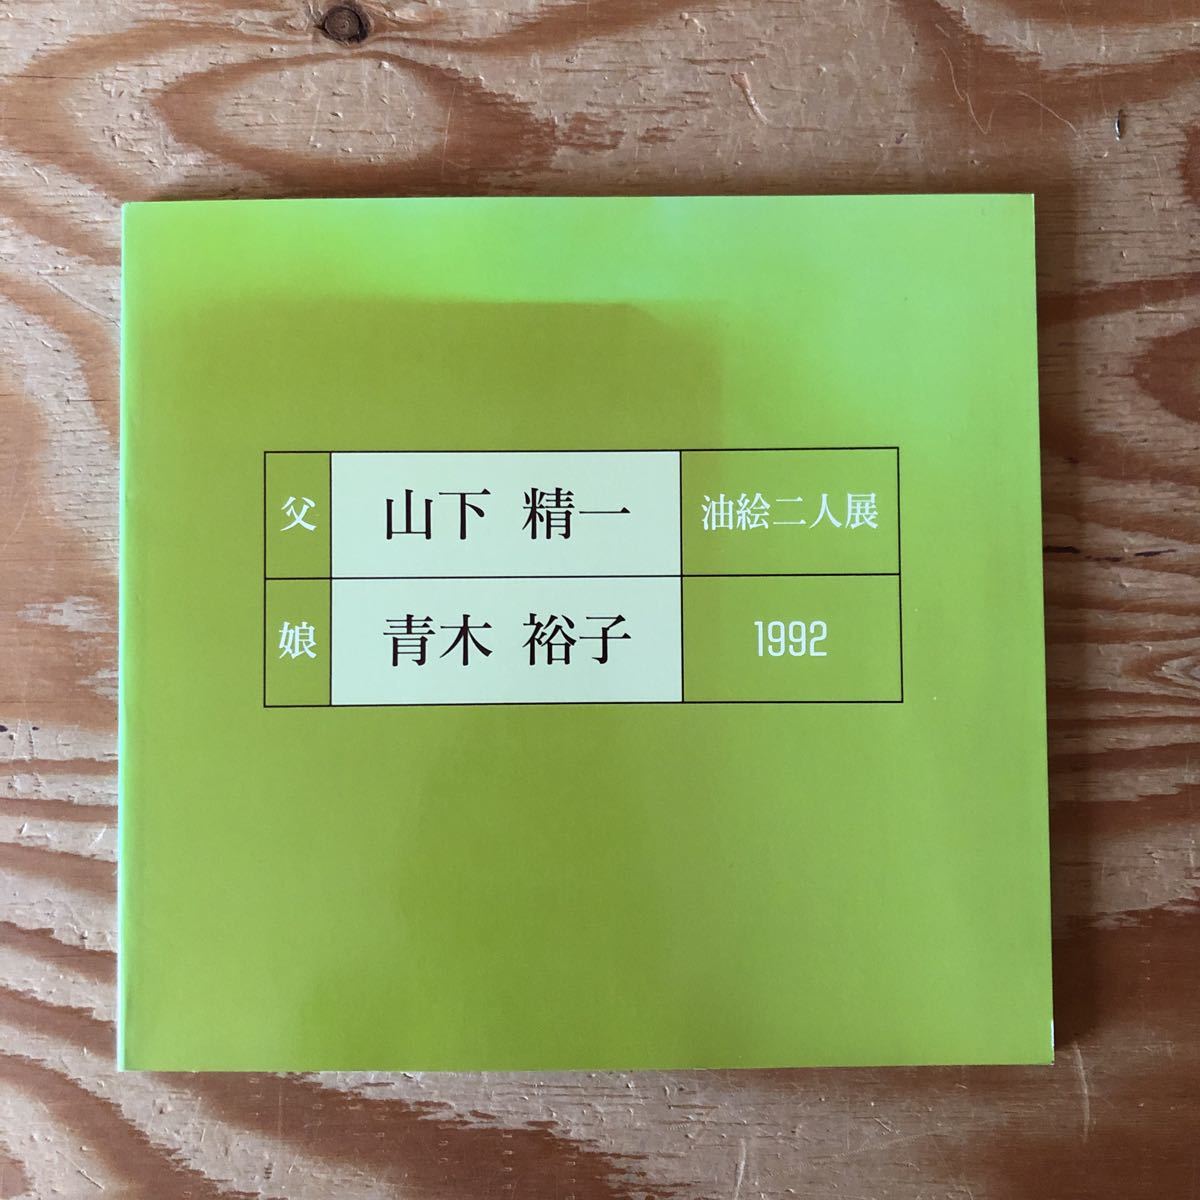 父 山下 精一 油絵二人展
娘 青木 裕子 1992